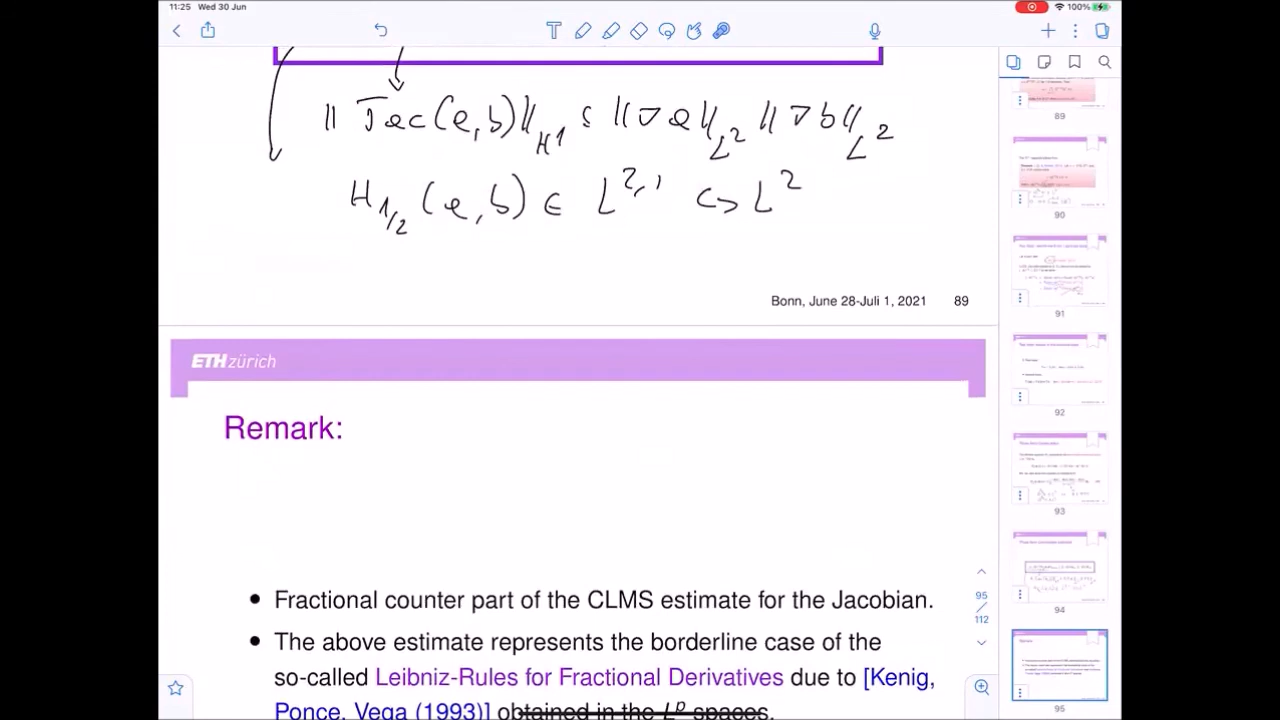 11:25 Wed 30 Jun
100%
‖ Jac(a,b)‖_{H^1} ≤ ‖∇a‖_{L^2} ‖∇b‖_{L^2}
H_{1/2} (a,b) ∈ L^{2,1} ↪ L^2
Bonn, June 28-Juli 1, 2021 89
ETH zürich
Remark:
• Fractional counter part of the CLMS estimate for the Jacobian.
• The above estimate represents the borderline case of the
so-called Leibniz-Rules for Fractional Derivatives due to [Kenig,
Ponce, Vega (1993)] obtained in the L^p spaces.
89
90
91
92
93
94
95
95
/
112